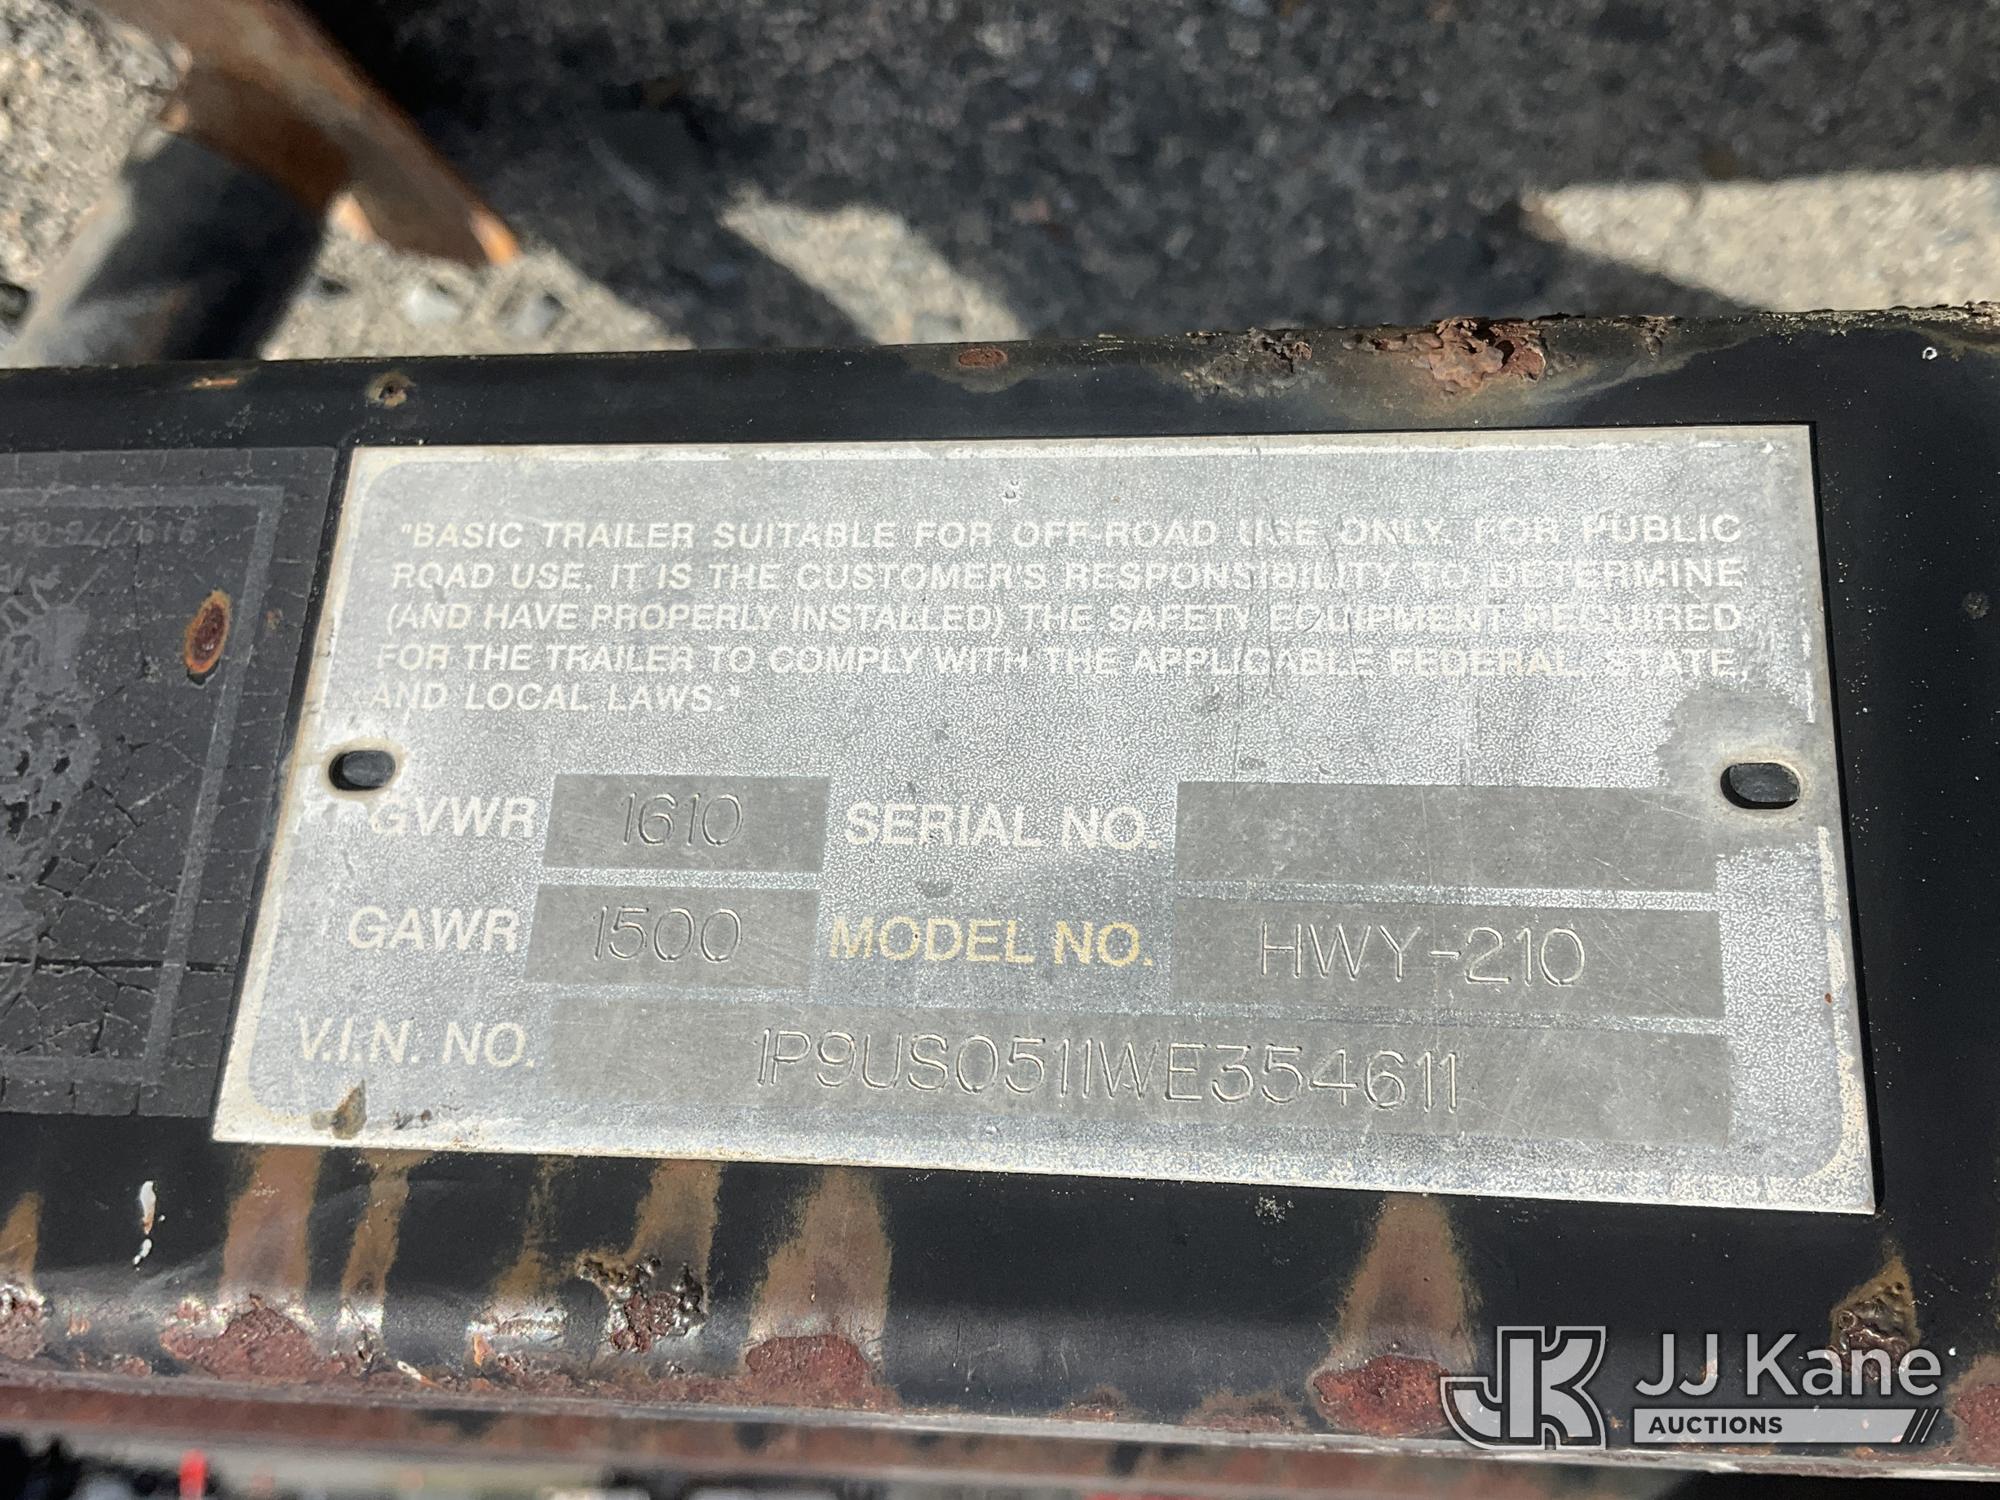 "BASIC TRAILER SUITABLE FOR OFF-ROAD USE ONLY. FOR PUBLIC
ROAD USE, IT IS THE CUSTOMER'S RESPONSIBILITY TO DETERMINE
(AND HAVE PROPERLY INSTALLED) THE SAFETY EQUIPMENT REQUIRED
FOR THE TRAILER TO COMPLY WITH THE APPLICABLE FEDERAL, STATE,
AND LOCAL LAWS."
GVWR 1610 SERIAL NO.
GAWR 1500 MODEL NO. HWY-210
V.I.N. NO. 1P9US0511WE354611
JK JJ Kane
AUCTIONS